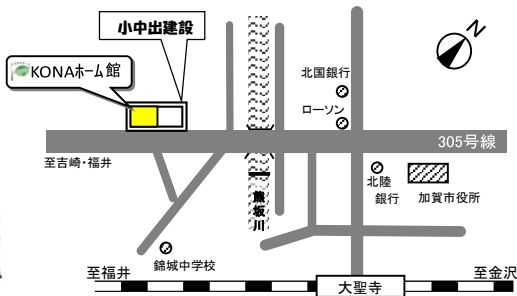 小中出建設
KONAホーム館
N
北国銀行
ローソン
305号線
至吉崎・福井
北陸
銀行
加賀市役所
熊坂川
錦城中学校
至福井
大聖寺
至金沢